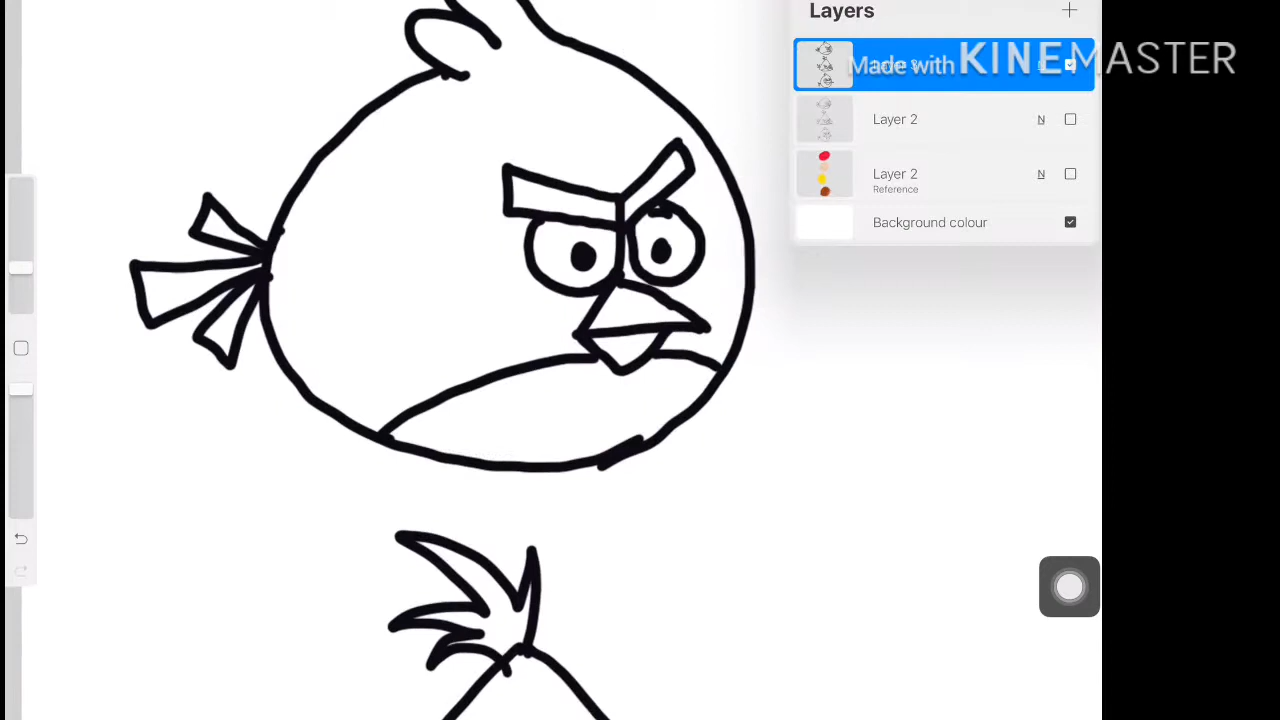 Layers
Made with KINEMASTER
Layer 2
N
Layer 2
N
Reference
Background colour